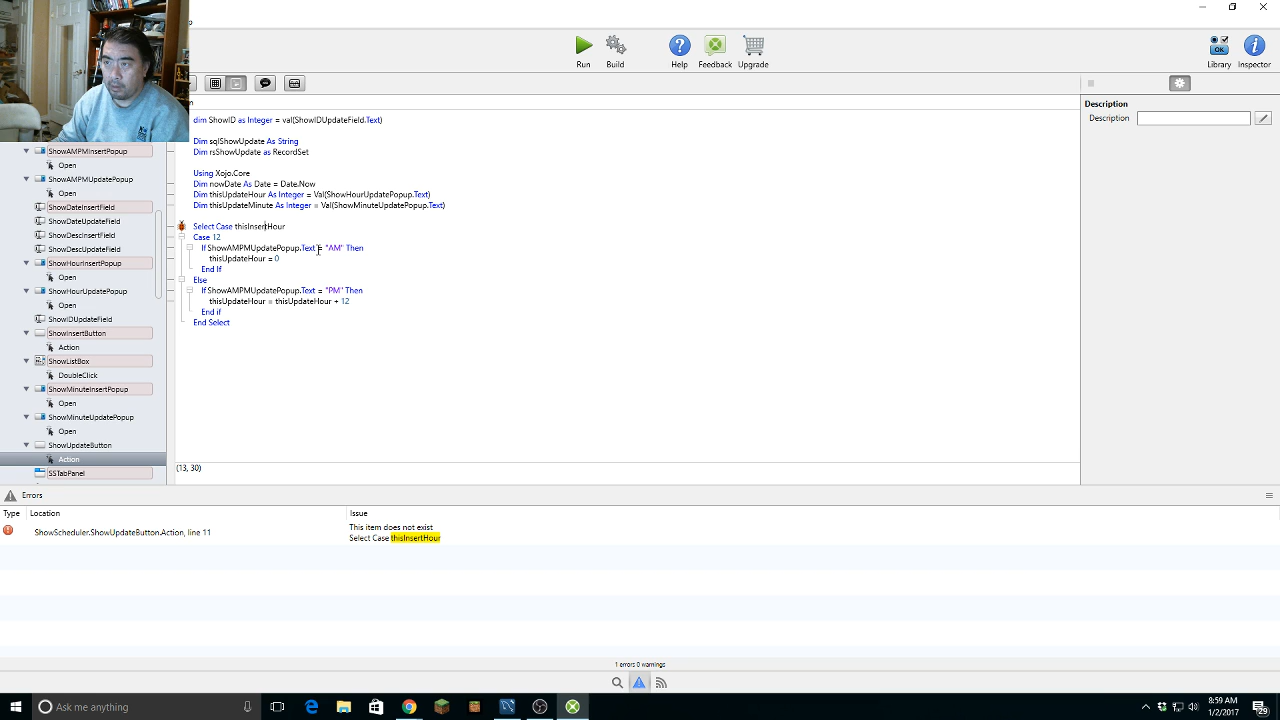 Run
Build
Help
Feedback
Upgrade
Library
Inspector
OK
Description
Description
dim ShowID as Integer = val(ShowIDUpdateField.Text)
Dim sqlShowUpdate As String
Dim rsShowUpdate as RecordSet
Using Xojo.Core
Dim nowDate As Date = Date.Now
Dim thisUpdateHour As Integer = Val(ShowHourUpdatePopup.Text)
Dim thisUpdateMinute As Integer = Val(ShowMinuteUpdatePopup.Text)
Select Case thisInsertHour
Case 12
If ShowAMPMUpdatePopup.Text = "AM" Then
thisUpdateHour = 0
End If
Else
If ShowAMPMUpdatePopup.Text = "PM" Then
thisUpdateHour = thisUpdateHour + 12
End if
End Select
(13, 30)
ShowAMPMInsertPopup
Open
ShowAMPMUpdatePopup
Open
ShowDateInsertField
ShowDateUpdateField
ShowDescInsertField
ShowDescUpdateField
ShowHourInsertPopup
Open
ShowHourUpdatePopup
Open
ShowIDUpdateField
ShowInsertButton
Action
ShowListBox
DoubleClick
ShowMinuteInsertPopup
Open
ShowMinuteUpdatePopup
Open
ShowUpdateButton
Action
SSTabPanel
Errors
Type Location Issue
ShowScheduler.ShowUpdateButton.Action, line 11
This item does not exist
Select Case thisInsertHour
1 errors 0 warnings
Ask me anything
8:59 AM
1/2/2017